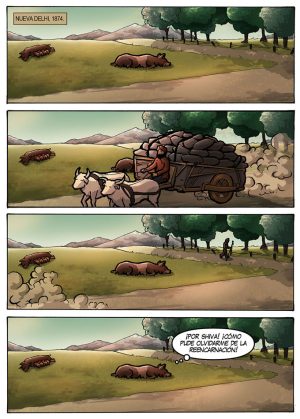 NUEVA DELHI, 1874.
¡POR SHIVA! ¡CÓMO
PUDE OLVIDARME DE LA
REENCARNACIÓN!